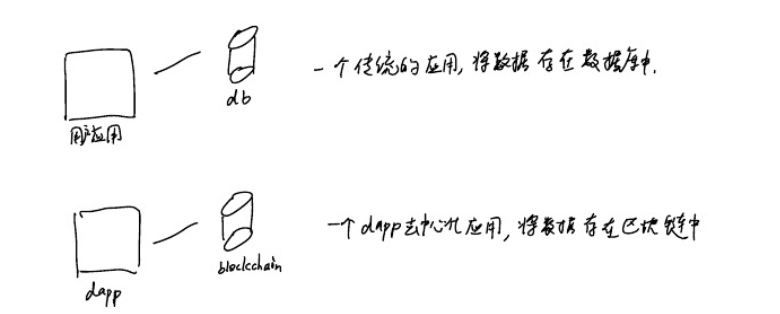 一个传统的应用,将数据存在数据库中.
db
用户应用
一个dapp去中心化应用,将数据存在区块链中
blockchain
dapp